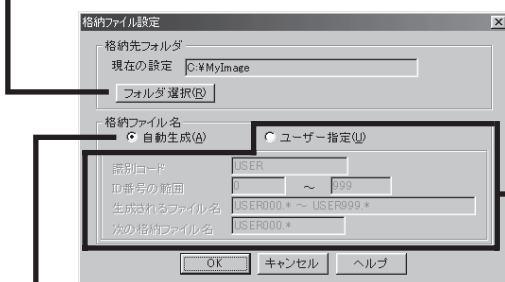 格納ファイル設定
格納先フォルダ
現在の設定 C:¥MyImage
フォルダ選択(R)
格納ファイル名
自動生成(A) ユーザー指定(U)
識別コード USER
ID番号の範囲 0 ～ 999
生成されるファイル名 USER000.* ～ USER999.*
次の格納ファイル名 USER000.*
OK キャンセル ヘルプ